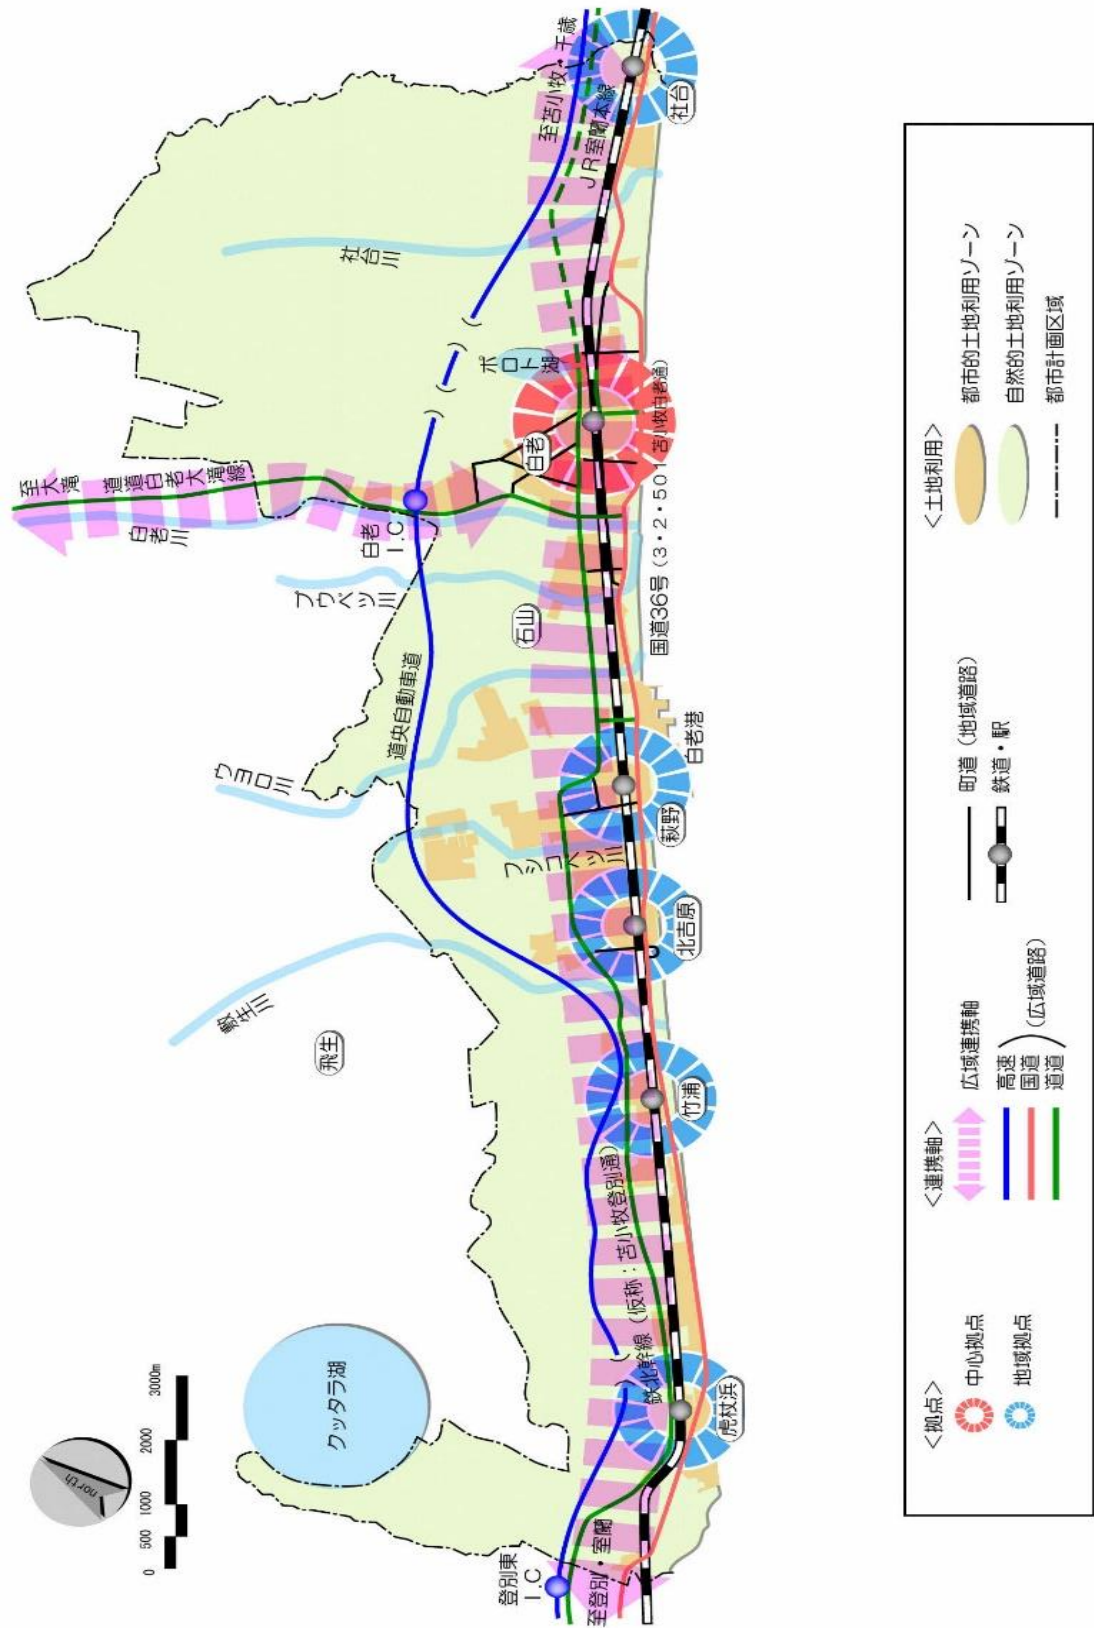 north
0 500 1000 2000 3000m
クッタラ湖
登別東
I.C
至登別・室蘭
虎杖浜
鉄北幹線(仮称:苫小牧登別通)
竹浦
飛生
敷生川
北吉原
フシコベツ川
萩野
白老港
ウヨロ川
道央自動車道
石山
ブウベツ川
白老
I.C
白老川
至大滝
道道白老大滝線
白老
ポロト湖
国道36号(3・2・501 苫小牧白老通)
社台川
JR室蘭本線
至苫小牧・千歳
社台
<拠点>
中心拠点
地域拠点
<連携軸>
広域連携軸
高速
国道
道道
(広域道路)
町道(地域道路)
鉄道・駅
<土地利用>
都市的土地利用ゾーン
自然的土地利用ゾーン
都市計画区域